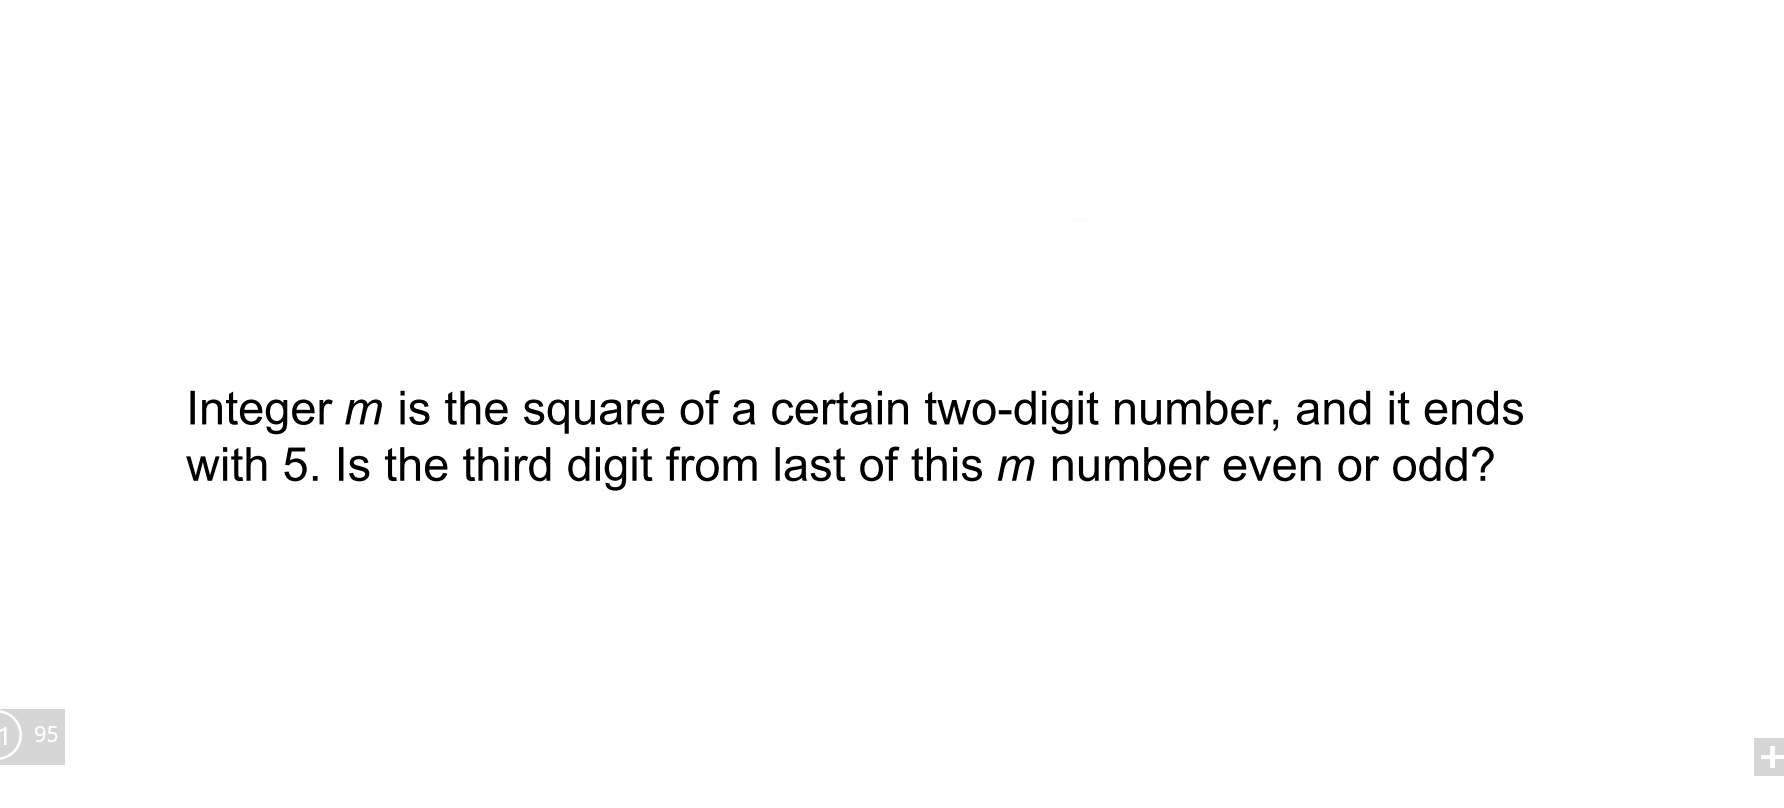 Integer m is the square of a certain two-digit number, and it ends
with 5. Is the third digit from last of this m number even or odd?
1 95
+